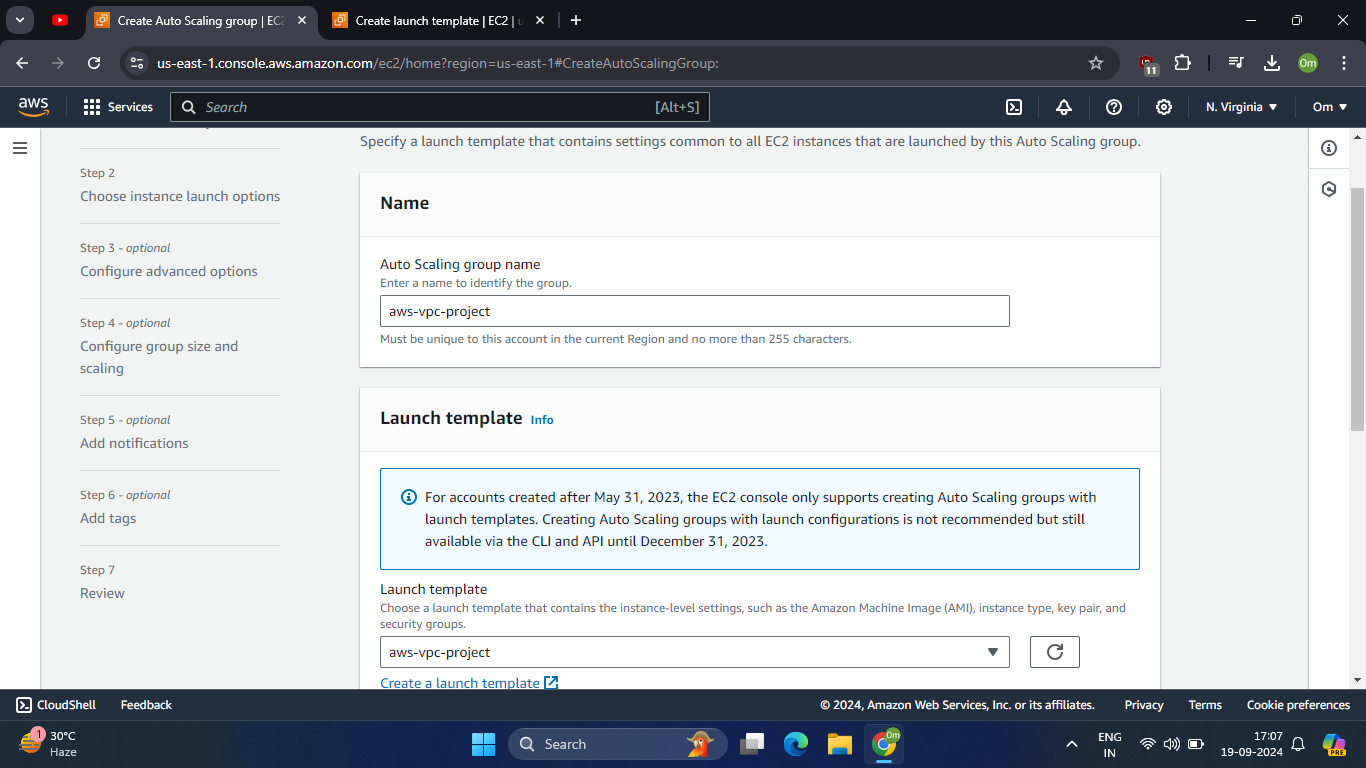 Create Auto Scaling group | EC2
Create launch template | EC2 | u
us-east-1.console.aws.amazon.com/ec2/home?region=us-east-1#CreateAutoScalingGroup:
11
Om
aws
Services
Search
[Alt+S]
N. Virginia
Om
Specify a launch template that contains settings common to all EC2 instances that are launched by this Auto Scaling group.
Step 2
Choose instance launch options
Step 3 - optional
Configure advanced options
Step 4 - optional
Configure group size and
scaling
Step 5 - optional
Add notifications
Step 6 - optional
Add tags
Step 7
Review
Name
Auto Scaling group name
Enter a name to identify the group.
aws-vpc-project
Must be unique to this account in the current Region and no more than 255 characters.
Launch template Info
For accounts created after May 31, 2023, the EC2 console only supports creating Auto Scaling groups with
launch templates. Creating Auto Scaling groups with launch configurations is not recommended but still
available via the CLI and API until December 31, 2023.
Launch template
Choose a launch template that contains the instance-level settings, such as the Amazon Machine Image (AMI), instance type, key pair, and
security groups.
aws-vpc-project
Create a launch template
CloudShell
Feedback
© 2024, Amazon Web Services, Inc. or its affiliates.
Privacy
Terms
Cookie preferences
1
30°C
Haze
Search
Om
ENG
IN
17:07
19-09-2024
PRE